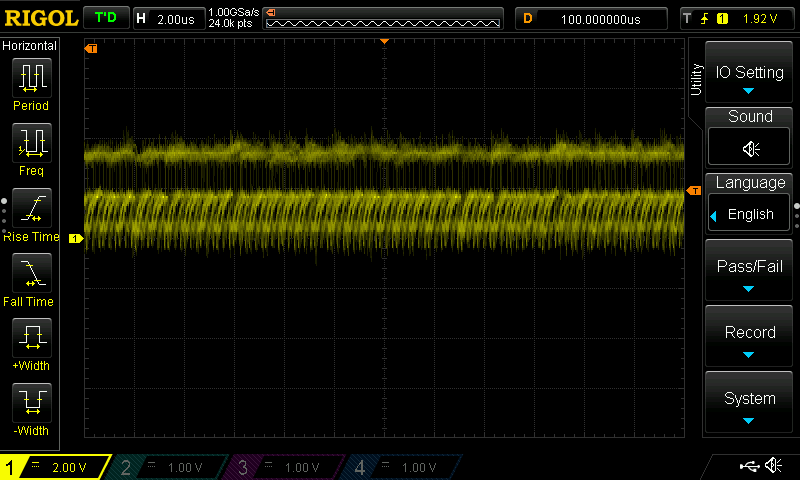 RIGOL T'D H 2.00us 1.00GSa/s 24.0k pts D 100.000000us T 1 1.92 V
Horizontal
Period
Freq
Rise Time
Fall Time
+Width
-Width
T
T
1
Utility
IO Setting
Sound
Language
English
Pass/Fail
Record
System
1 2.00 V 2 1.00 V 3 1.00 V 4 1.00 V